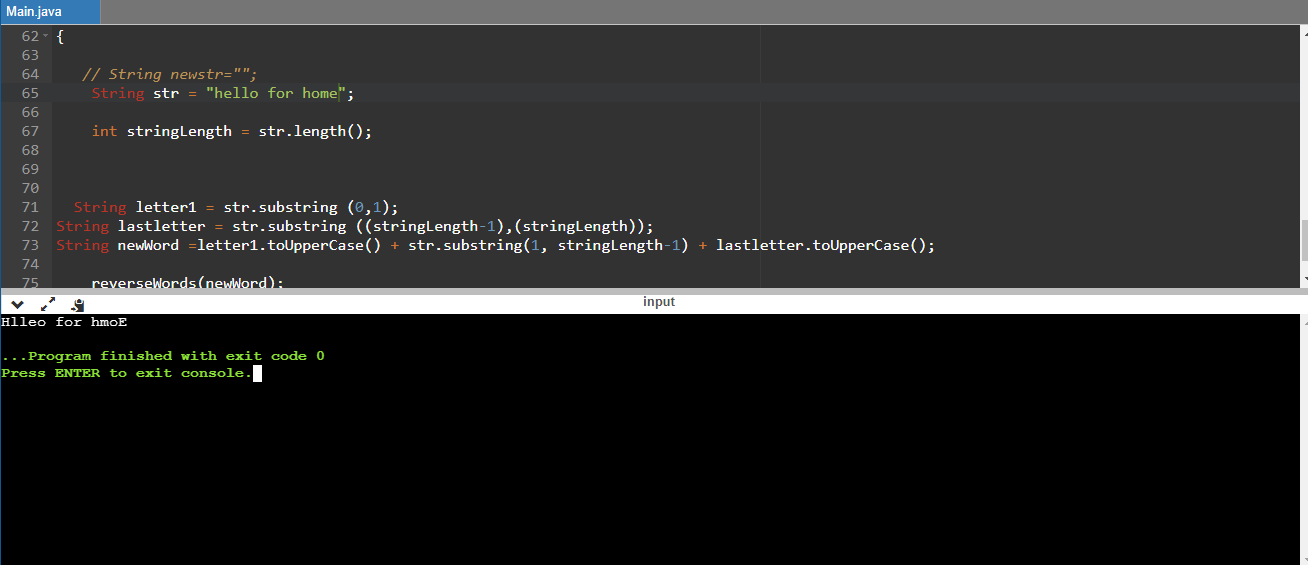 Main.java
62 {
63
64 // String newstr="";
65 String str = "hello for home";
66
67 int stringLength = str.length();
68
69
70
71 String letter1 = str.substring (0,1);
72 String lastletter = str.substring ((stringLength-1),(stringLength));
73 String newWord =letter1.toUpperCase() + str.substring(1, stringLength-1) + lastletter.toUpperCase();
74
75 reverseWords(newWord);
input
Hlleo for hmoE
...Program finished with exit code 0
Press ENTER to exit console.